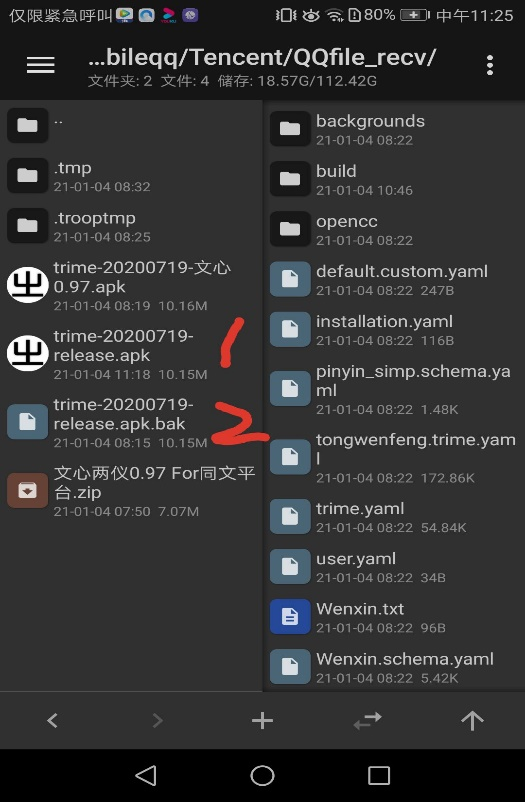 仅限紧急呼叫
80% 中午11:25
...bileqq/Tencent/QQfile_recv/
文件夹: 2 文件: 4 储存: 18.57G/112.42G
..
.tmp
21-01-04 08:32
.trooptmp
21-01-04 08:25
trime-20200719-文心
0.97.apk
21-01-04 08:19 10.16M
trime-20200719-
release.apk
21-01-04 11:18 10.15M
1
trime-20200719-
release.apk.bak
21-01-04 08:15 10.15M
2
文心两仪0.97 For同文平
台.zip
21-01-04 07:50 7.07M
backgrounds
21-01-04 08:22
build
21-01-04 10:46
opencc
21-01-04 08:22
default.custom.yaml
21-01-04 08:22 247B
installation.yaml
21-01-04 08:22 116B
pinyin_simp.schema.ya
ml
21-01-04 08:22 1.48K
tongwenfeng.trime.yam
l
21-01-04 08:22 172.86K
trime.yaml
21-01-04 08:22 54.84K
user.yaml
21-01-04 08:22 34B
Wenxin.txt
21-01-04 08:22 96B
Wenxin.schema.yaml
21-01-04 08:22 5.42K